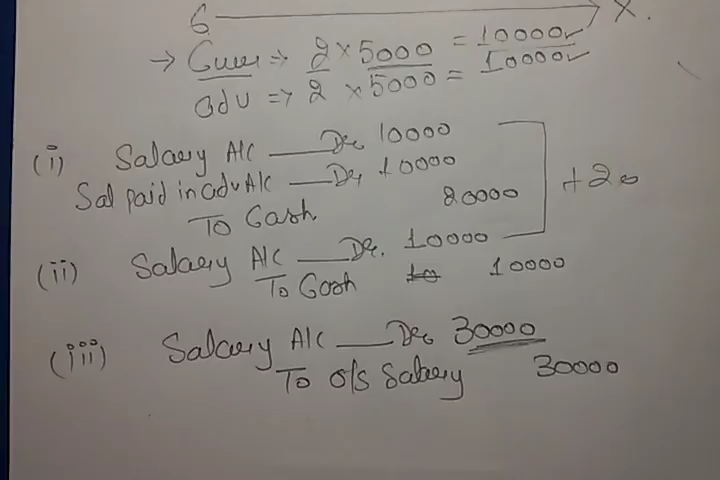 6 → X.
→ Curr ⇒ 2 × 5000 = 10000
adv ⇒ 2 × 5000 = 10000
(i) Salary A/C — Dr 10000
Sal paid in adv A/C — Dr 10000
To Cash 20000
+ 20
(ii) Salary A/C — Dr. 10000
To Cash 10000
(iii) Salary A/C — Dr 30000
To o/s Salary 30000